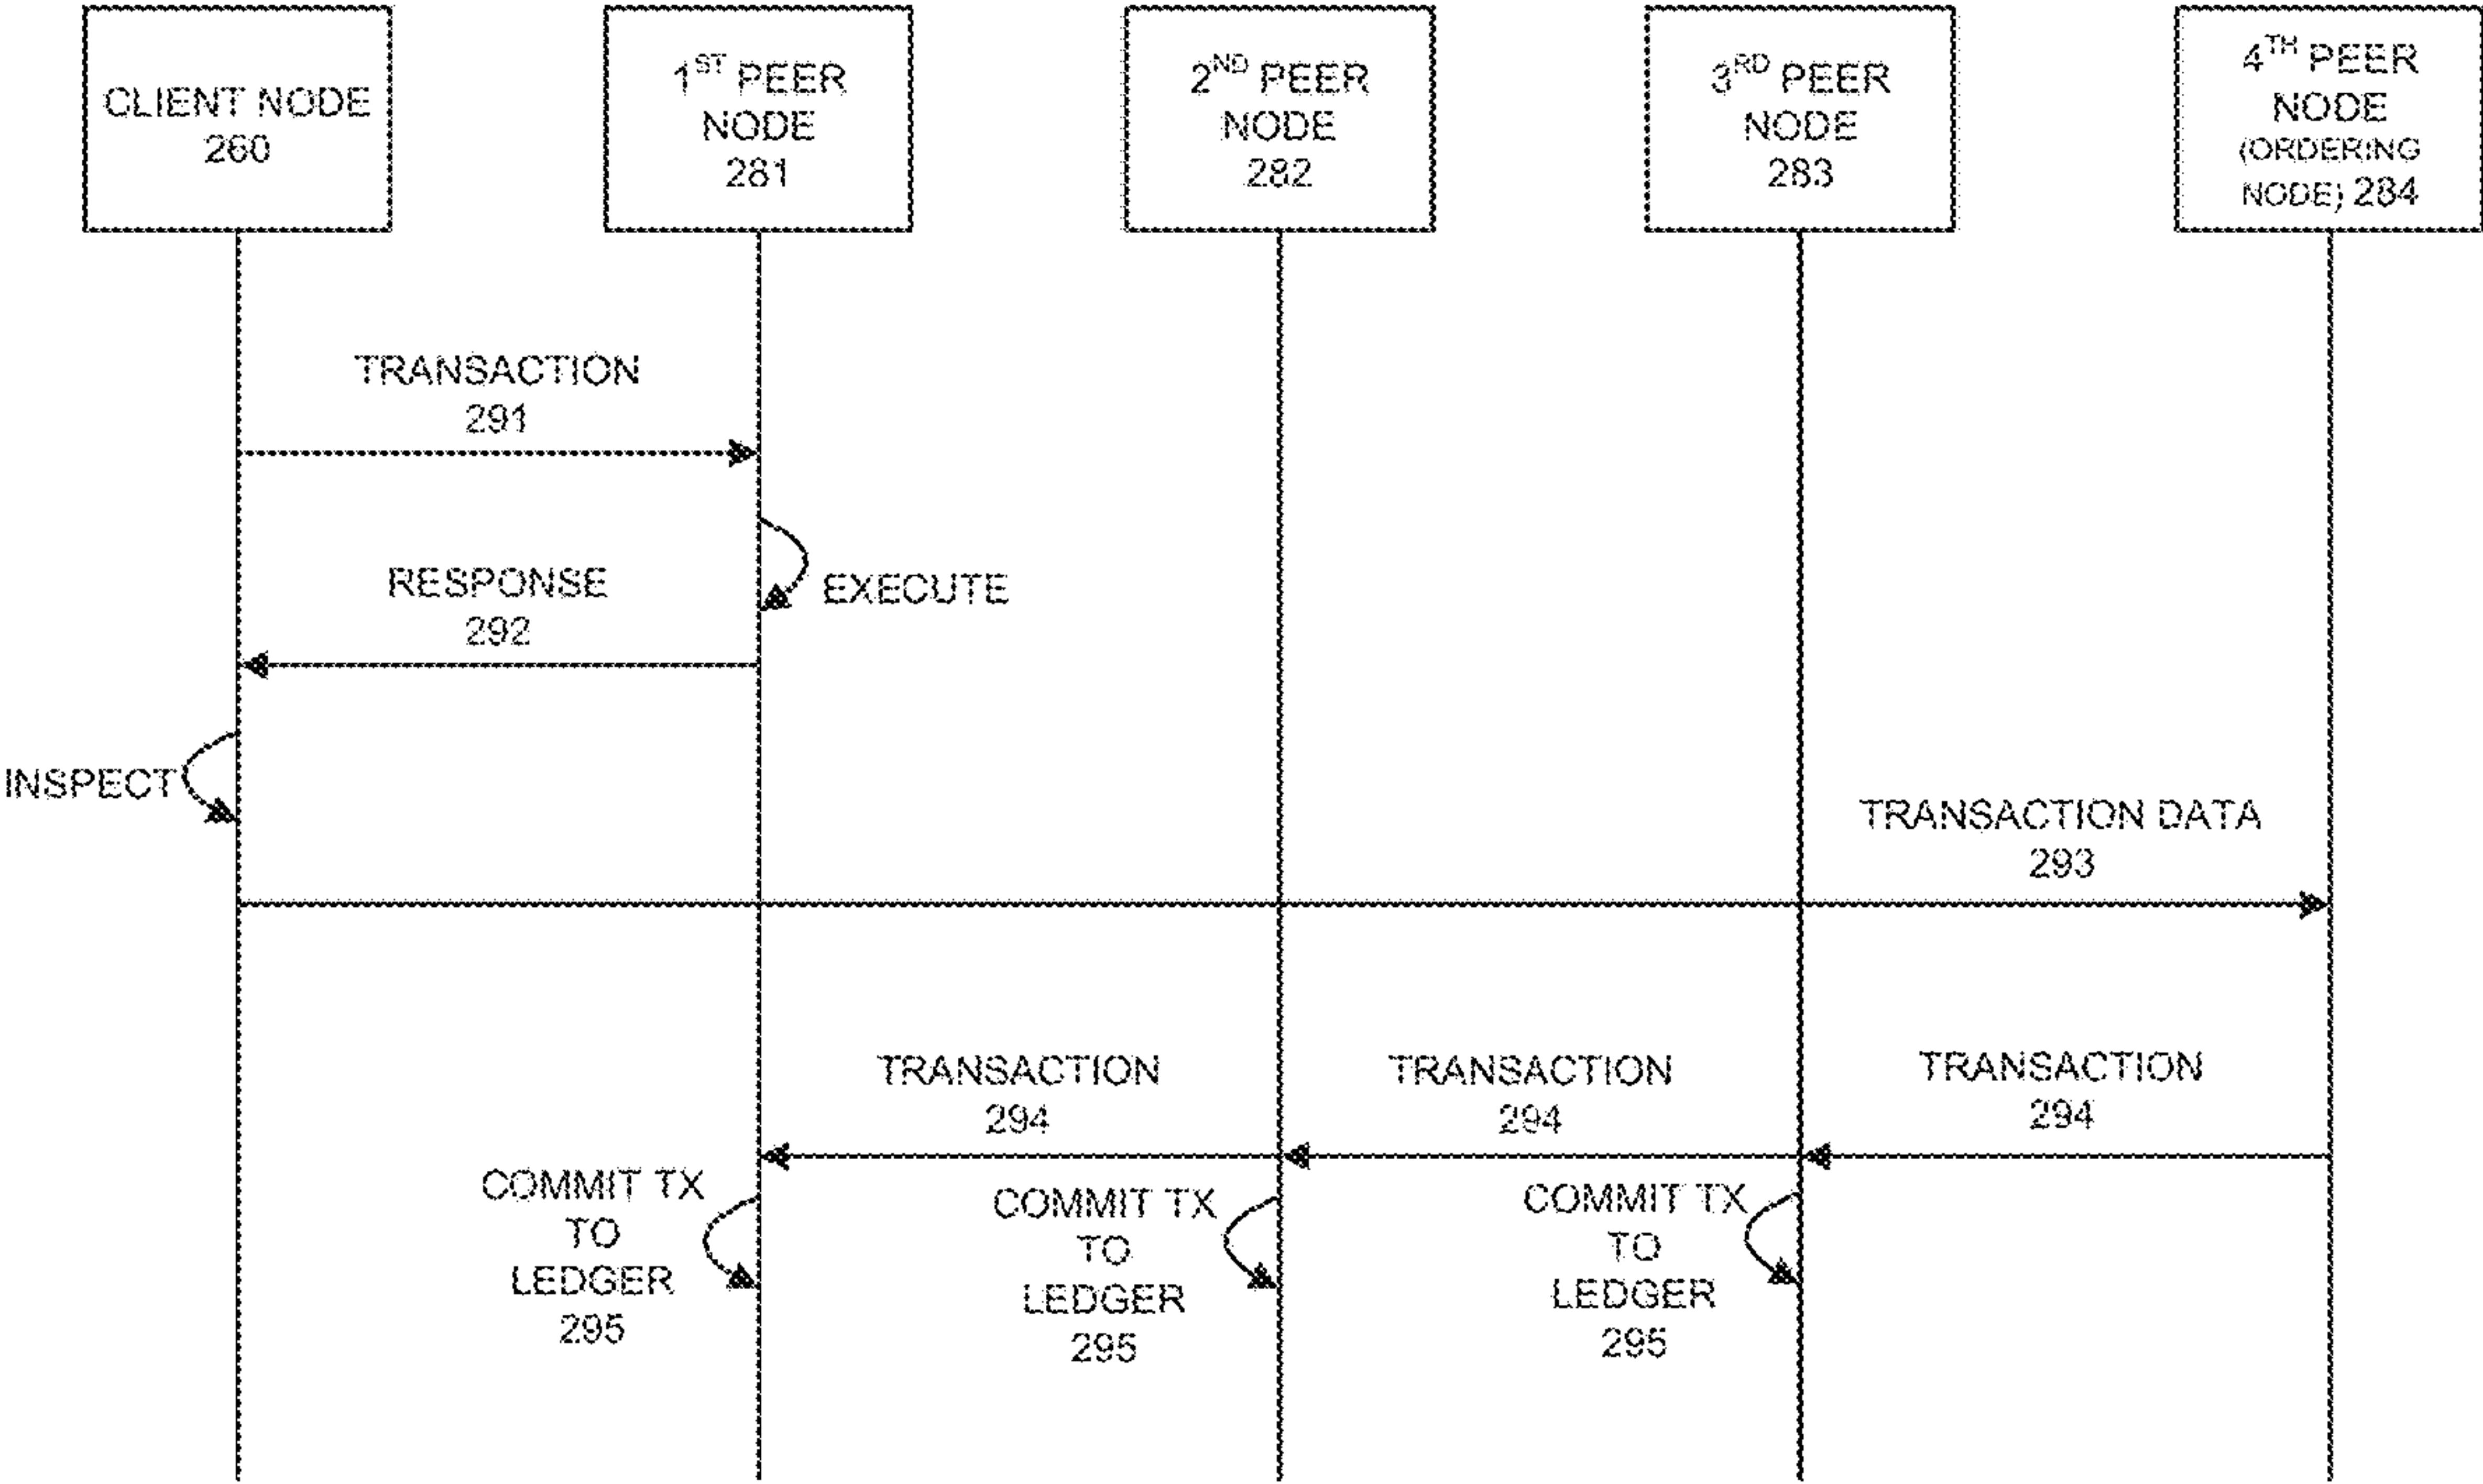 CLIENT NODE
260
1ST PEER
NODE
281
2ND PEER
NODE
282
3RD PEER
NODE
283
4TH PEER
NODE
(ORDERING
NODE) 284
TRANSACTION
291
EXECUTE
RESPONSE
292
INSPECT
TRANSACTION DATA
293
TRANSACTION
294
TRANSACTION
294
TRANSACTION
294
COMMIT TX
TO
LEDGER
295
COMMIT TX
TO
LEDGER
295
COMMIT TX
TO
LEDGER
295